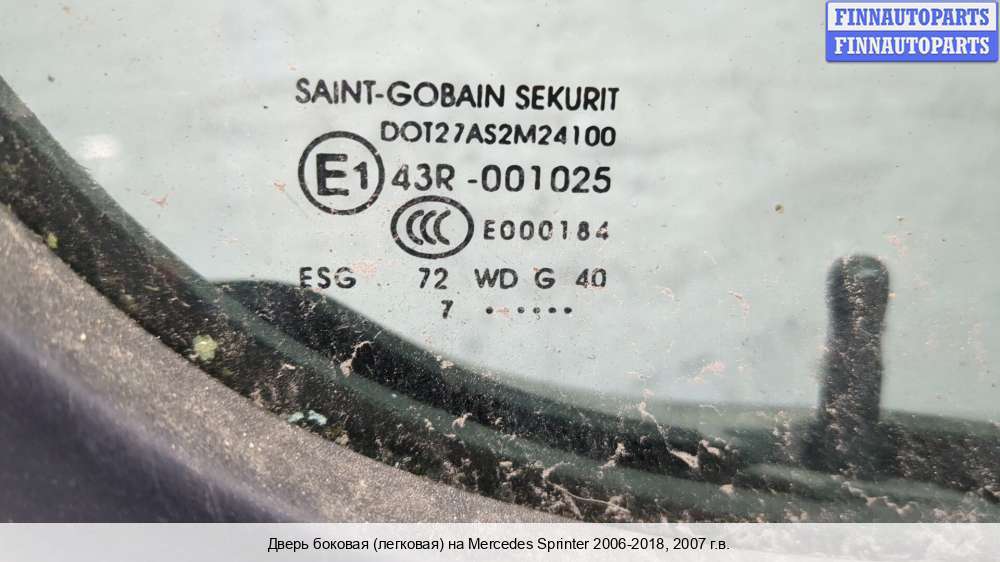 FINNAUTOPARTS
FINNAUTOPARTS
SAINT-GOBAIN SEKURIT
DOT27AS2M24100
E1 43R -001025
CCC E000184
ESG 72 WD G 40
7 . .....
Дверь боковая (легковая) на Mercedes Sprinter 2006-2018, 2007 г.в.